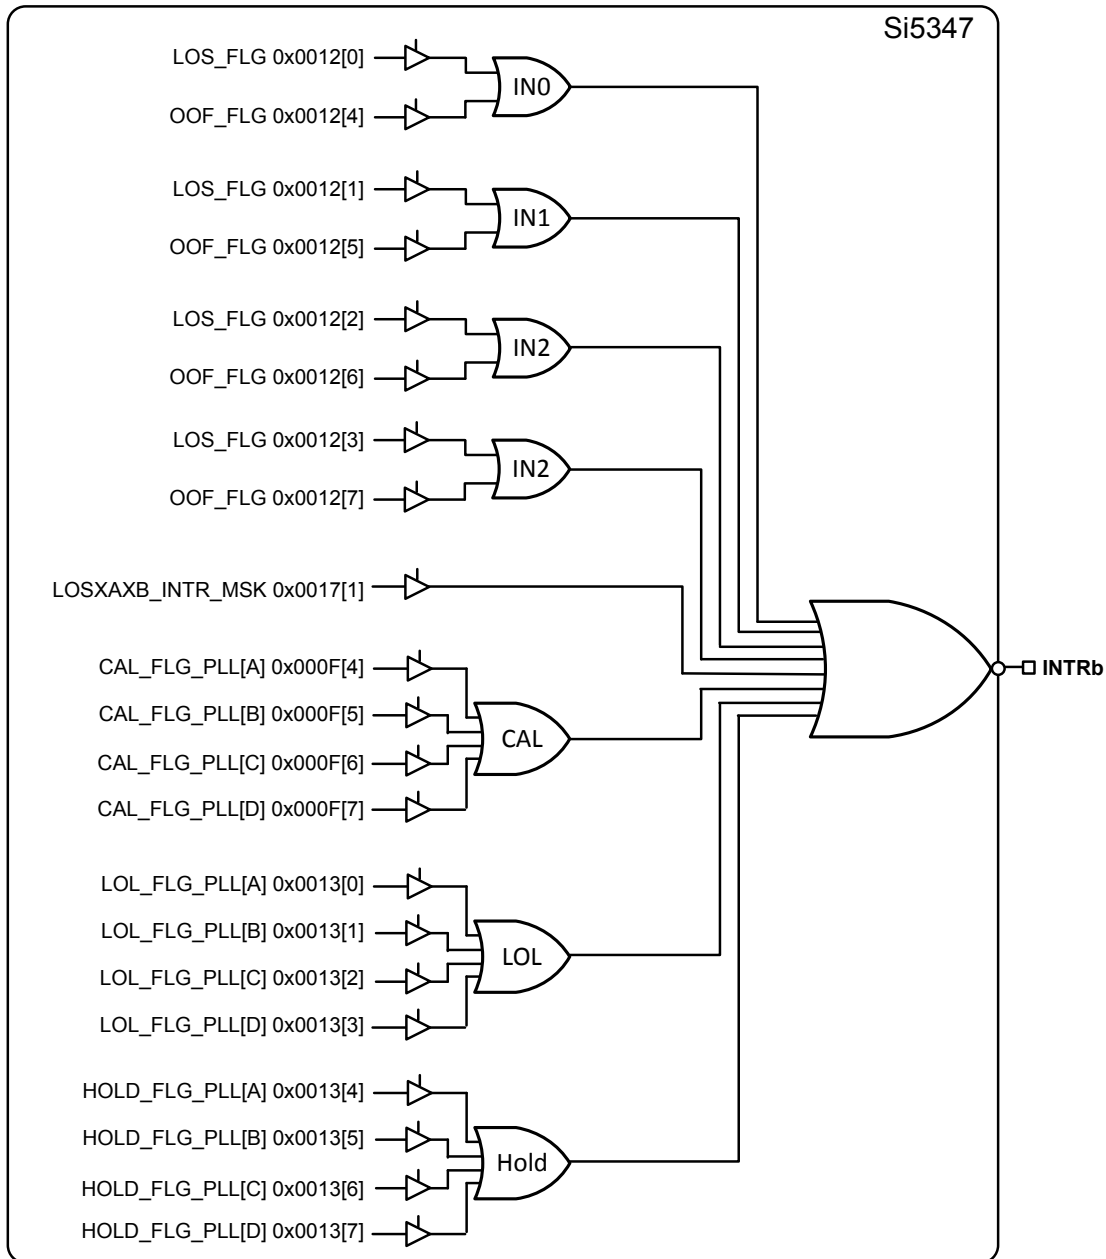 Si5347
LOS_FLG 0x0012[0]
IN0
OOF_FLG 0x0012[4]
LOS_FLG 0x0012[1]
IN1
OOF_FLG 0x0012[5]
LOS_FLG 0x0012[2]
IN2
OOF_FLG 0x0012[6]
LOS_FLG 0x0012[3]
IN2
OOF_FLG 0x0012[7]
LOSXAXB_INTR_MSK 0x0017[1]
INTRb
CAL_FLG_PLL[A] 0x000F[4]
CAL_FLG_PLL[B] 0x000F[5]
CAL
CAL_FLG_PLL[C] 0x000F[6]
CAL_FLG_PLL[D] 0x000F[7]
LOL_FLG_PLL[A] 0x0013[0]
LOL_FLG_PLL[B] 0x0013[1]
LOL
LOL_FLG_PLL[C] 0x0013[2]
LOL_FLG_PLL[D] 0x0013[3]
HOLD_FLG_PLL[A] 0x0013[4]
HOLD_FLG_PLL[B] 0x0013[5]
Hold
HOLD_FLG_PLL[C] 0x0013[6]
HOLD_FLG_PLL[D] 0x0013[7]